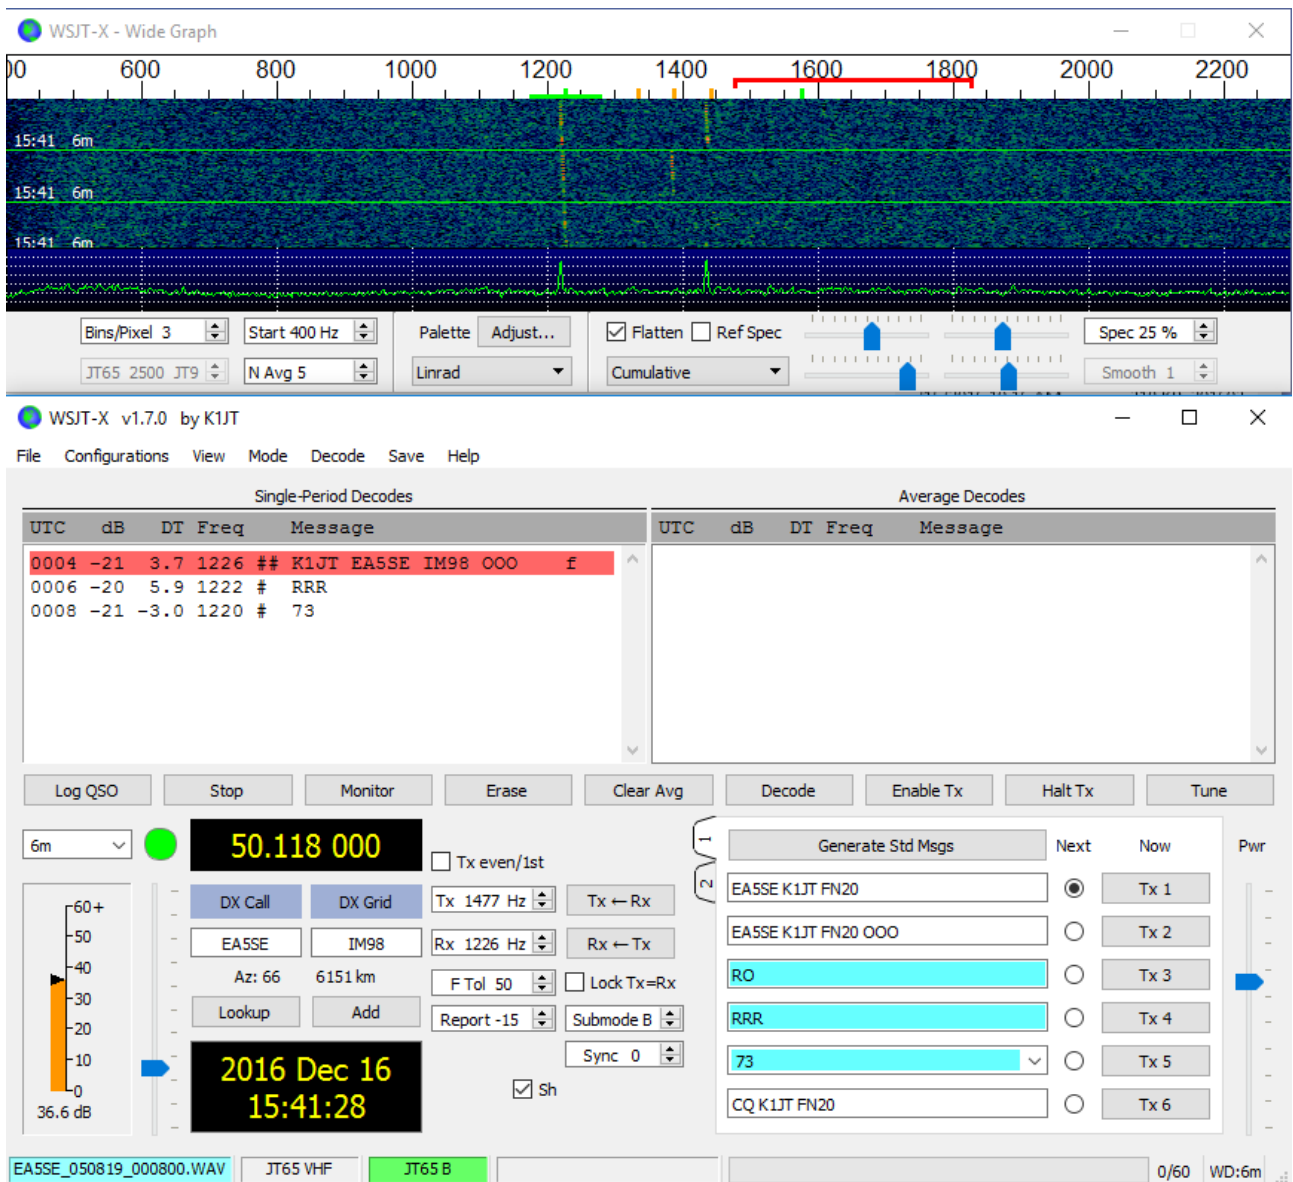 WSJT-X - Wide Graph
00 600 800 1000 1200 1400 1600 1800 2000 2200
15:41 6m
15:41 6m
15:41 6m
Bins/Pixel 3 Start 400 Hz Palette Adjust... Flatten Ref Spec Spec 25 %
JT65 2500 JT9 N Avg 5 Linrad Cumulative Smooth 1
WSJT-X v1.7.0 by K1JT
File Configurations View Mode Decode Save Help
Single-Period Decodes Average Decodes
UTC dB DT Freq Message UTC dB DT Freq Message
0004 -21 3.7 1226 ## K1JT EA5SE IM98 OOO f
0006 -20 5.9 1222 # RRR
0008 -21 -3.0 1220 # 73
Log QSO Stop Monitor Erase Clear Avg Decode Enable Tx Halt Tx Tune
6m 50.118 000 Tx even/1st 1 Generate Std Msgs Next Now Pwr
DX Call DX Grid Tx 1477 Hz Tx ← Rx 2 EA5SE K1JT FN20 Tx 1
EA5SE IM98 Rx 1226 Hz Rx ← Tx EA5SE K1JT FN20 OOO Tx 2
Az: 66 6151 km F Tol 50 Lock Tx=Rx RO Tx 3
Lookup Add Report -15 Submode B RRR Tx 4
Sync 0 73 Tx 5
2016 Dec 16
15:41:28
Sh CQ K1JT FN20 Tx 6
60+
50
40
30
20
10
0
36.6 dB
EA5SE_050819_000800.WAV JT65 VHF JT65 B 0/60 WD:6m